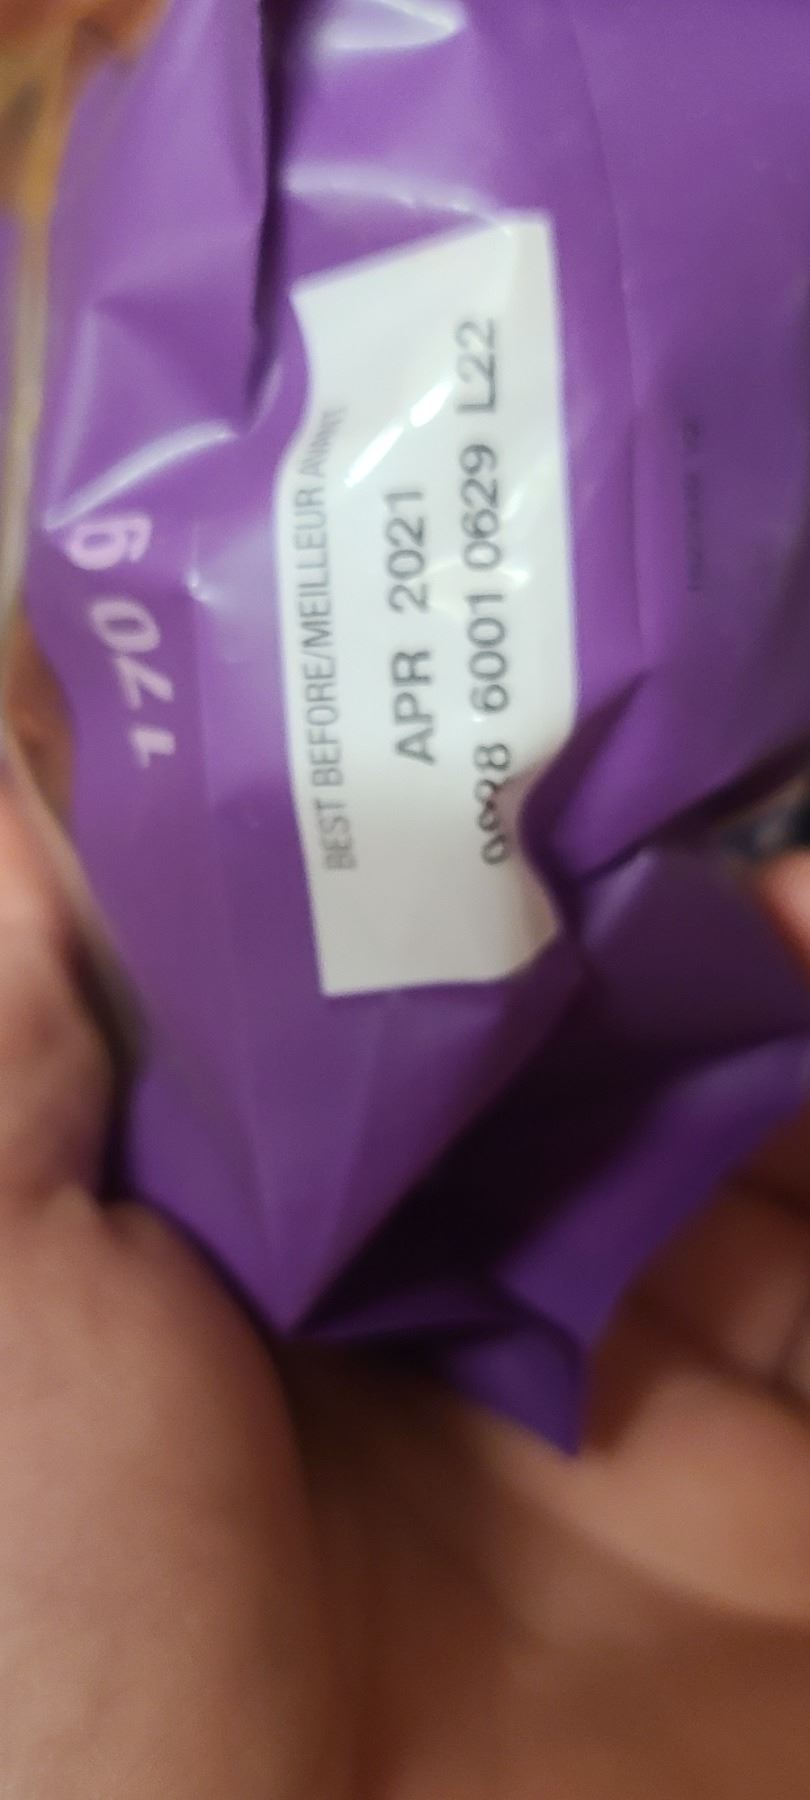 170 g
BEST BEFORE/MEILLEUR AVANT
APR 2021
6001 0629 L22